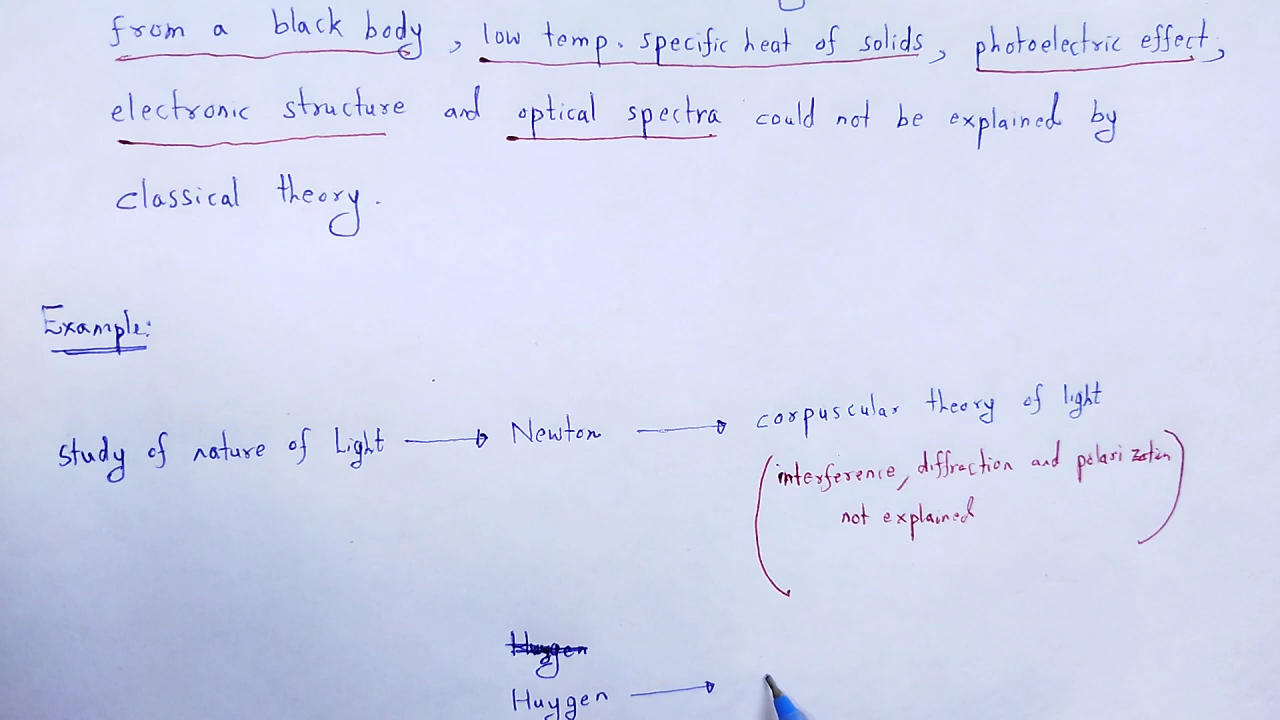 from a black body, low temp. specific heat of solids, photoelectric effect,
electronic structure and optical spectra could not be explained by
classical theory.
Example:
study of nature of Light → Newton → corpuscular theory of light
(interference, diffraction and polarization
not explained)
Huygen
Huygen →